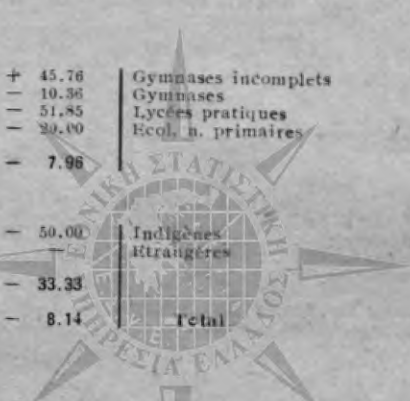 + 45.76 Gymnases incomplets
− 10.36 Gymnases
− 51.85 Lycées pratiques
− 20.00 Ecol. n. primaires
− 7.96
− 50.00 Indigènes
— Etrangères
− 33.33
− 8.14 Total
ΕΛΛΗΝΙΚΗ ΣΤΑΤΙΣΤΙΚΗ ΥΠΗΡΕΣΙΑ ΕΛΛΑΔΟΣ